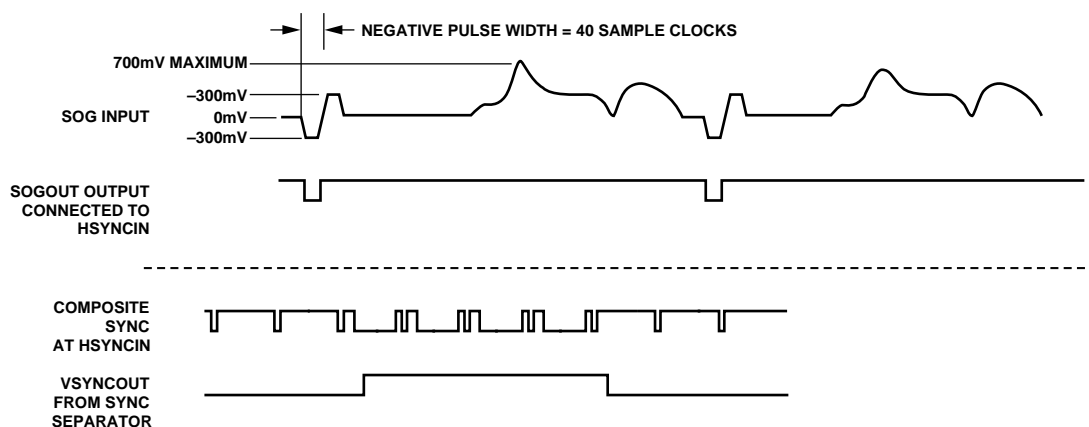 NEGATIVE PULSE WIDTH = 40 SAMPLE CLOCKS
700mV MAXIMUM
–300mV
SOG INPUT
0mV
–300mV
SOGOUT OUTPUT
CONNECTED TO
HSYNCIN
COMPOSITE
SYNC
AT HSYNCIN
VSYNCOUT
FROM SYNC
SEPARATOR